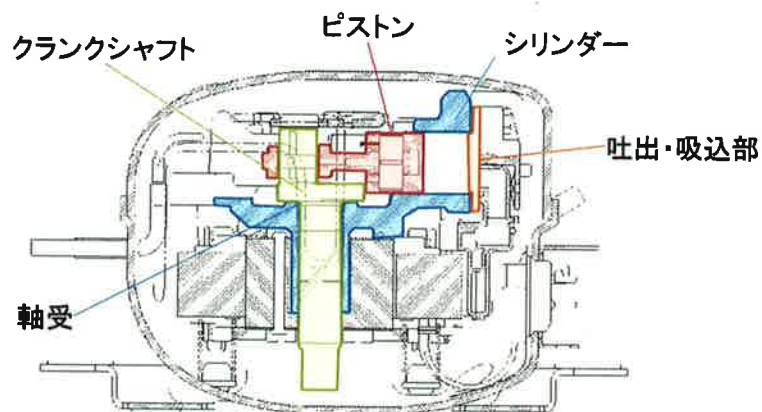 ピストン
クランクシャフト
シリンダー
吐出・吸込部
軸受